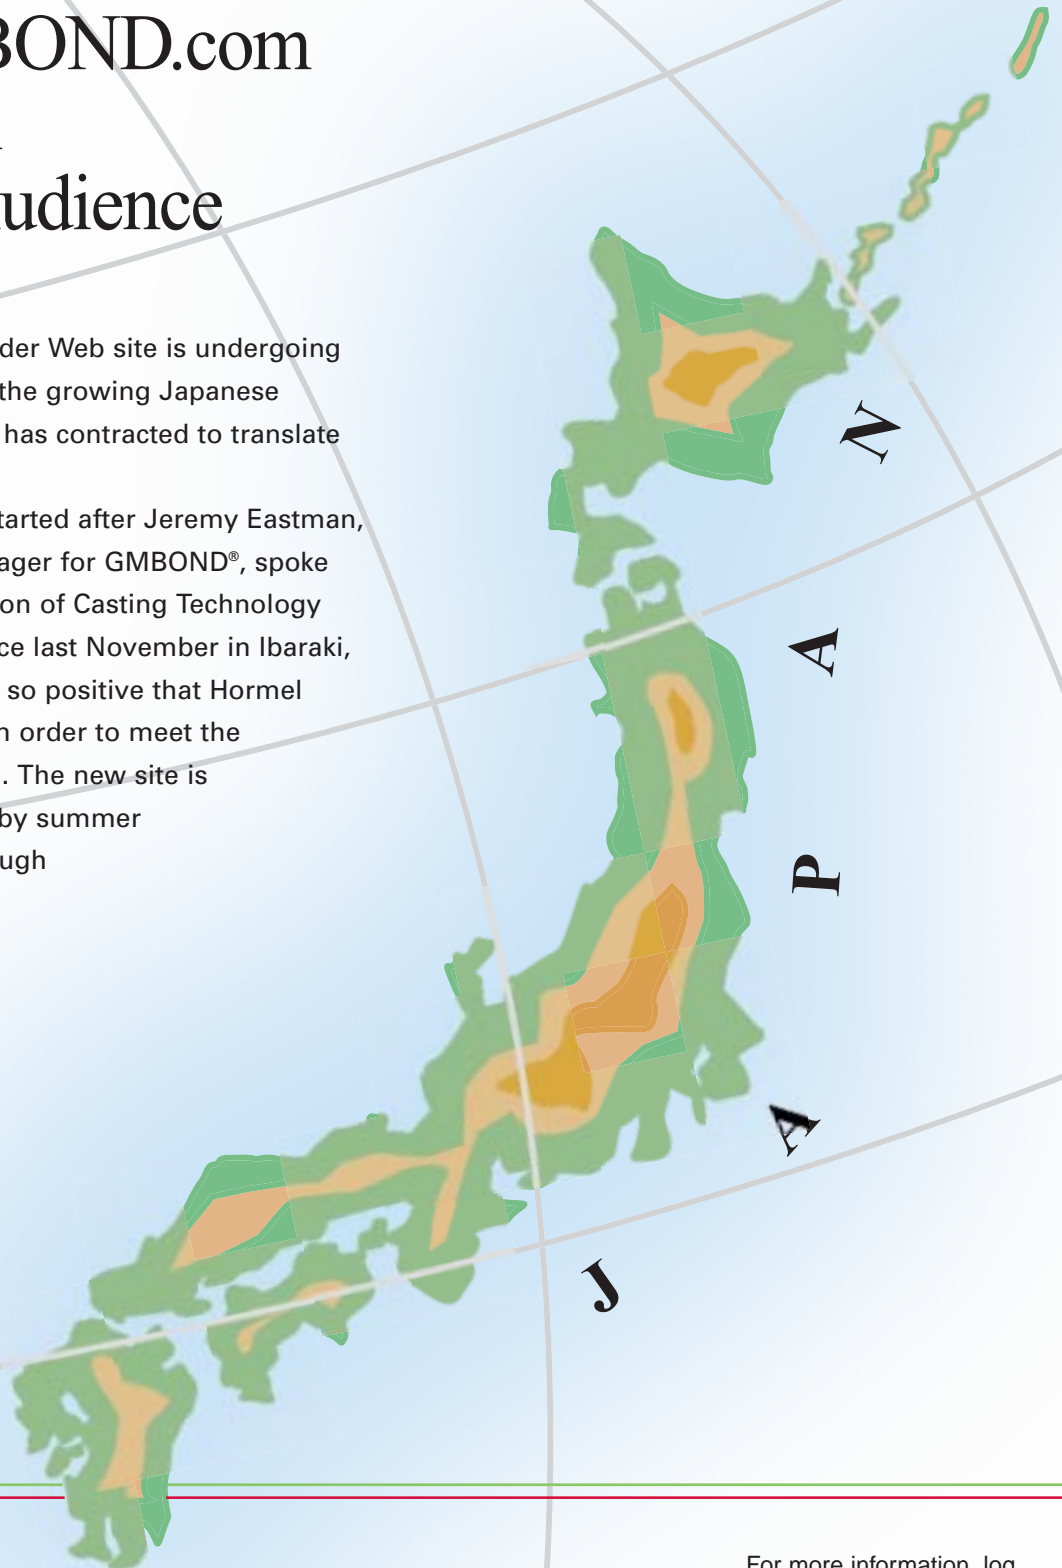 BOND.com
udience
der Web site is undergoing
the growing Japanese
has contracted to translate
tarted after Jeremy Eastman,
ager for GMBOND®, spoke
on of Casting Technology
ce last November in Ibaraki,
so positive that Hormel
n order to meet the
. The new site is
by summer
ugh
J A P A N
For more information, log